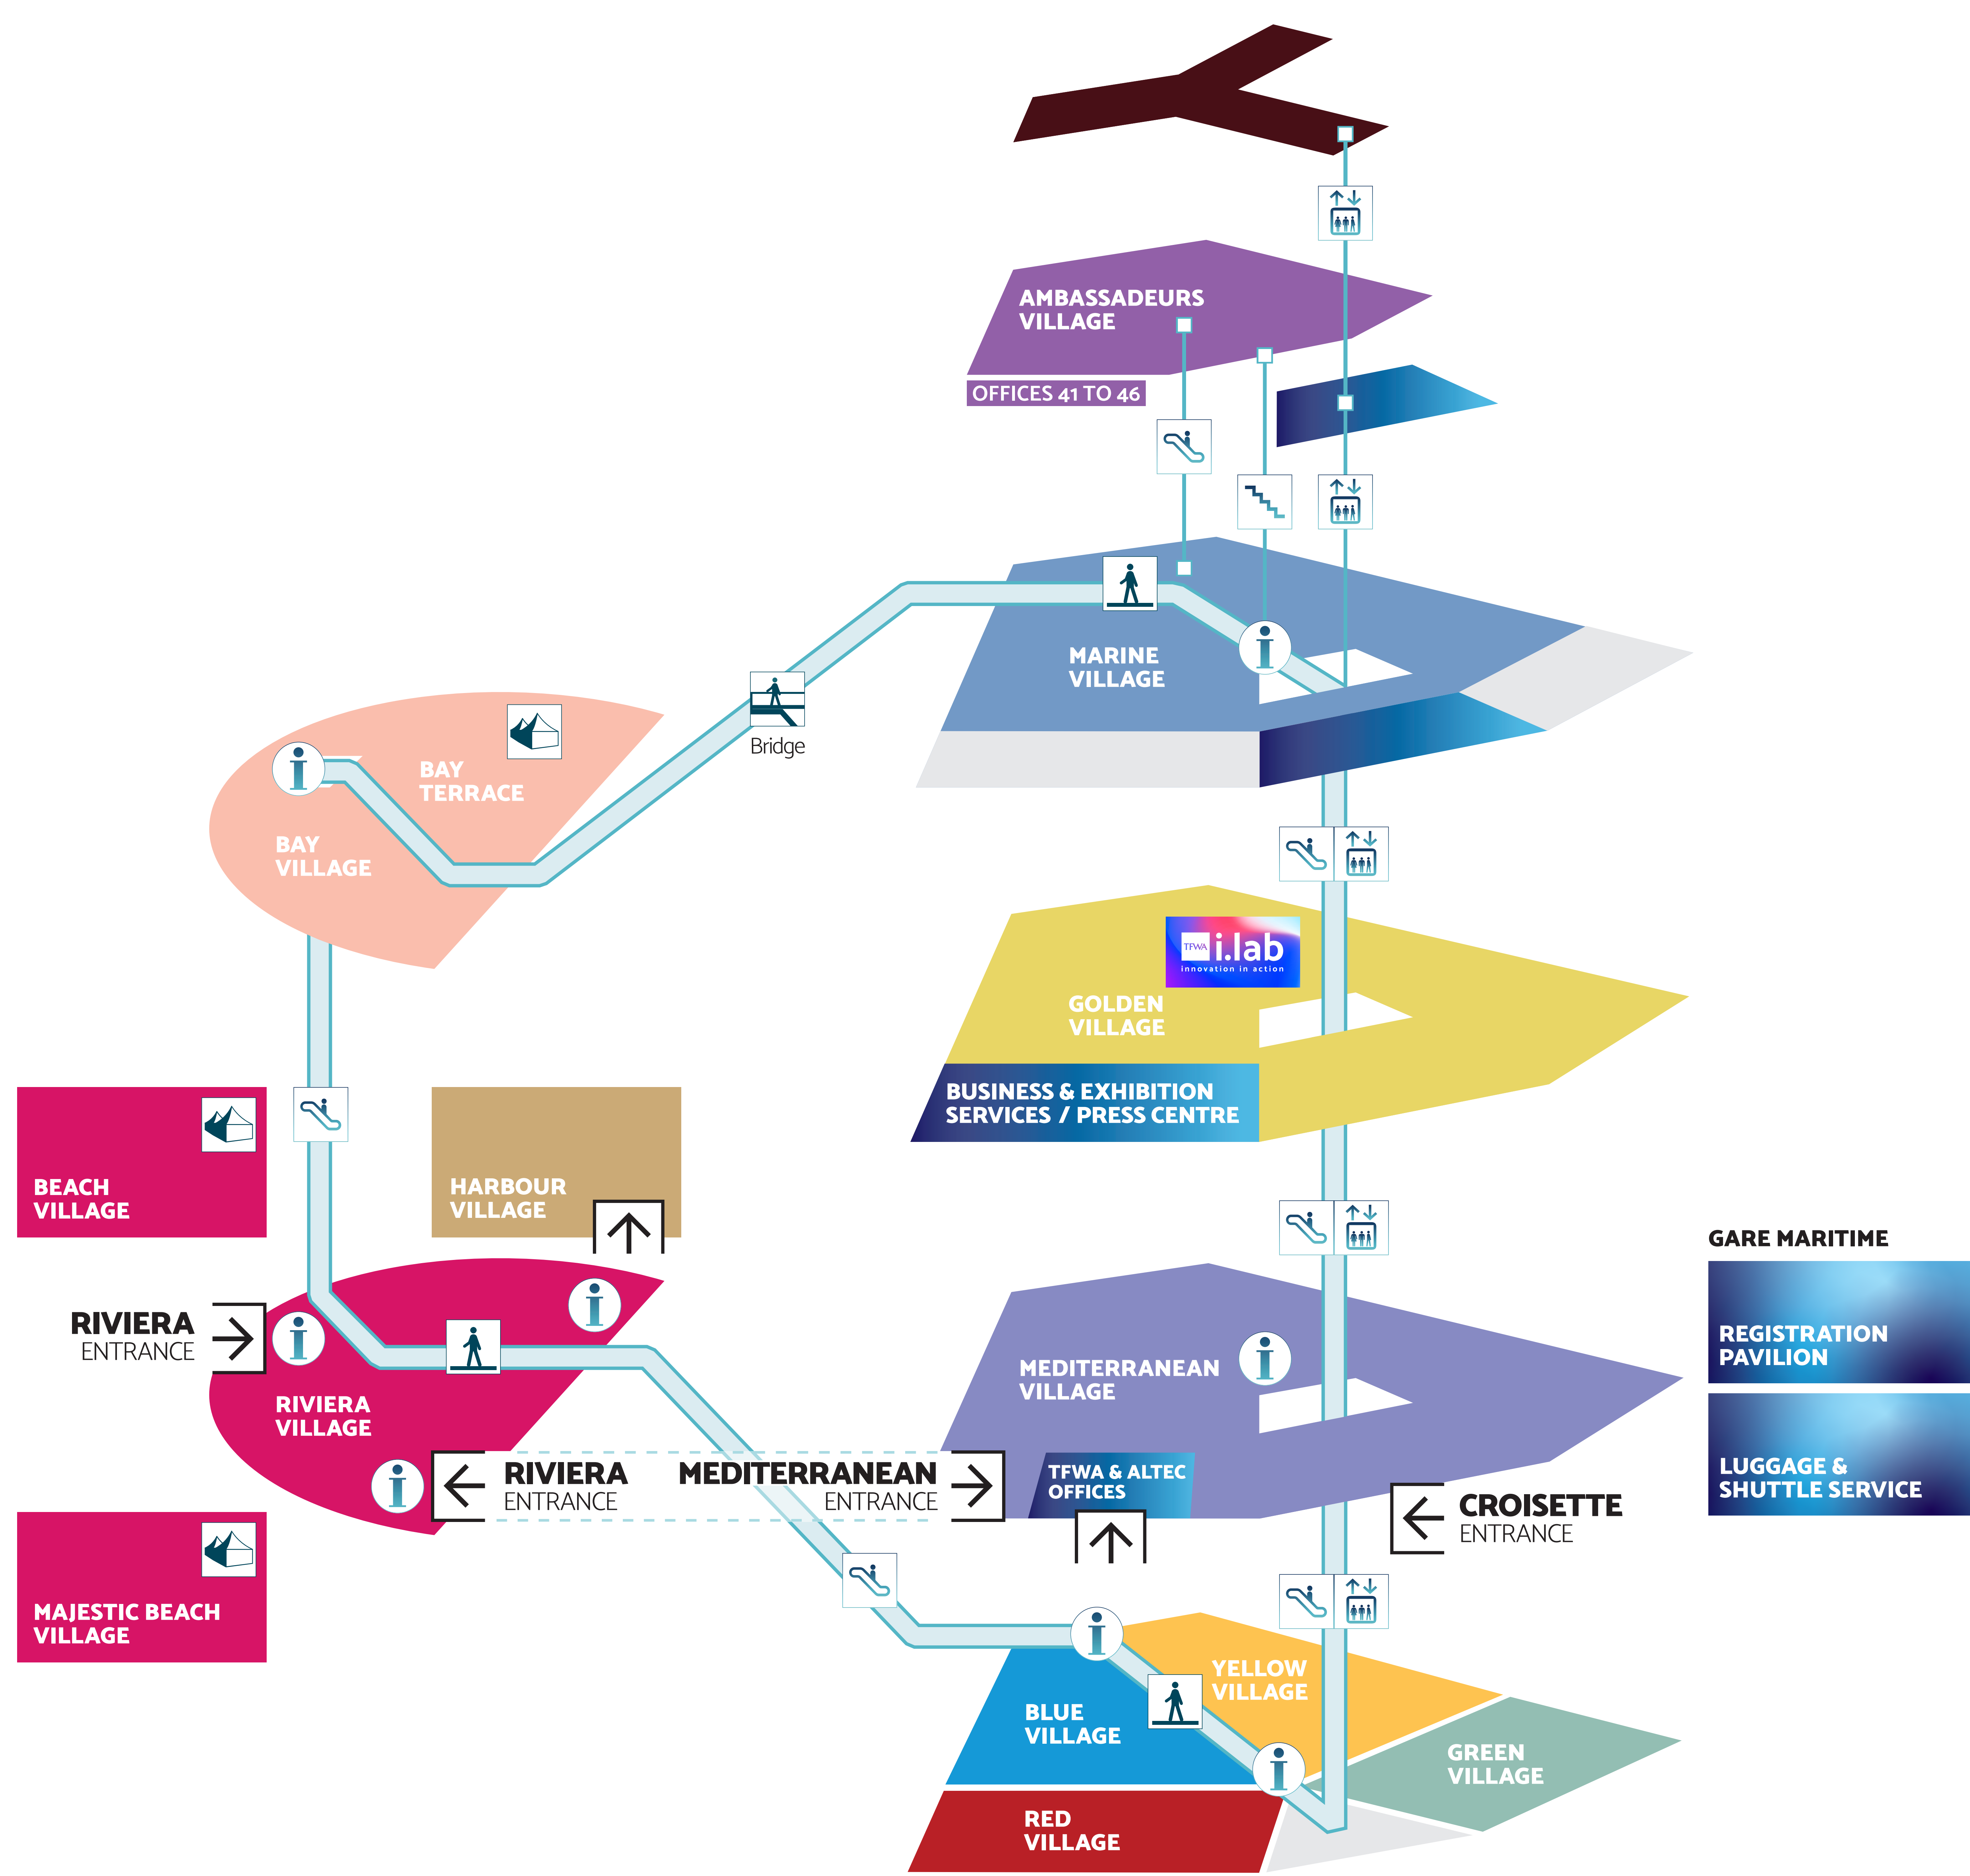 AMBASSADEURS
VILLAGE
OFFICES 41 TO 46
MARINE
VILLAGE
Bridge
BAY
TERRACE
BAY
VILLAGE
TFWA i.lab
innovation in action
GOLDEN
VILLAGE
BUSINESS & EXHIBITION
SERVICES / PRESS CENTRE
BEACH
VILLAGE
HARBOUR
VILLAGE
GARE MARITIME
REGISTRATION
PAVILION
LUGGAGE &
SHUTTLE SERVICE
RIVIERA
ENTRANCE
RIVIERA
VILLAGE
MEDITERRANEAN
VILLAGE
RIVIERA
ENTRANCE
MEDITERRANEAN
ENTRANCE
TFWA & ALTEC
OFFICES
CROISETTE
ENTRANCE
MAJESTIC BEACH
VILLAGE
YELLOW
VILLAGE
BLUE
VILLAGE
GREEN
VILLAGE
RED
VILLAGE